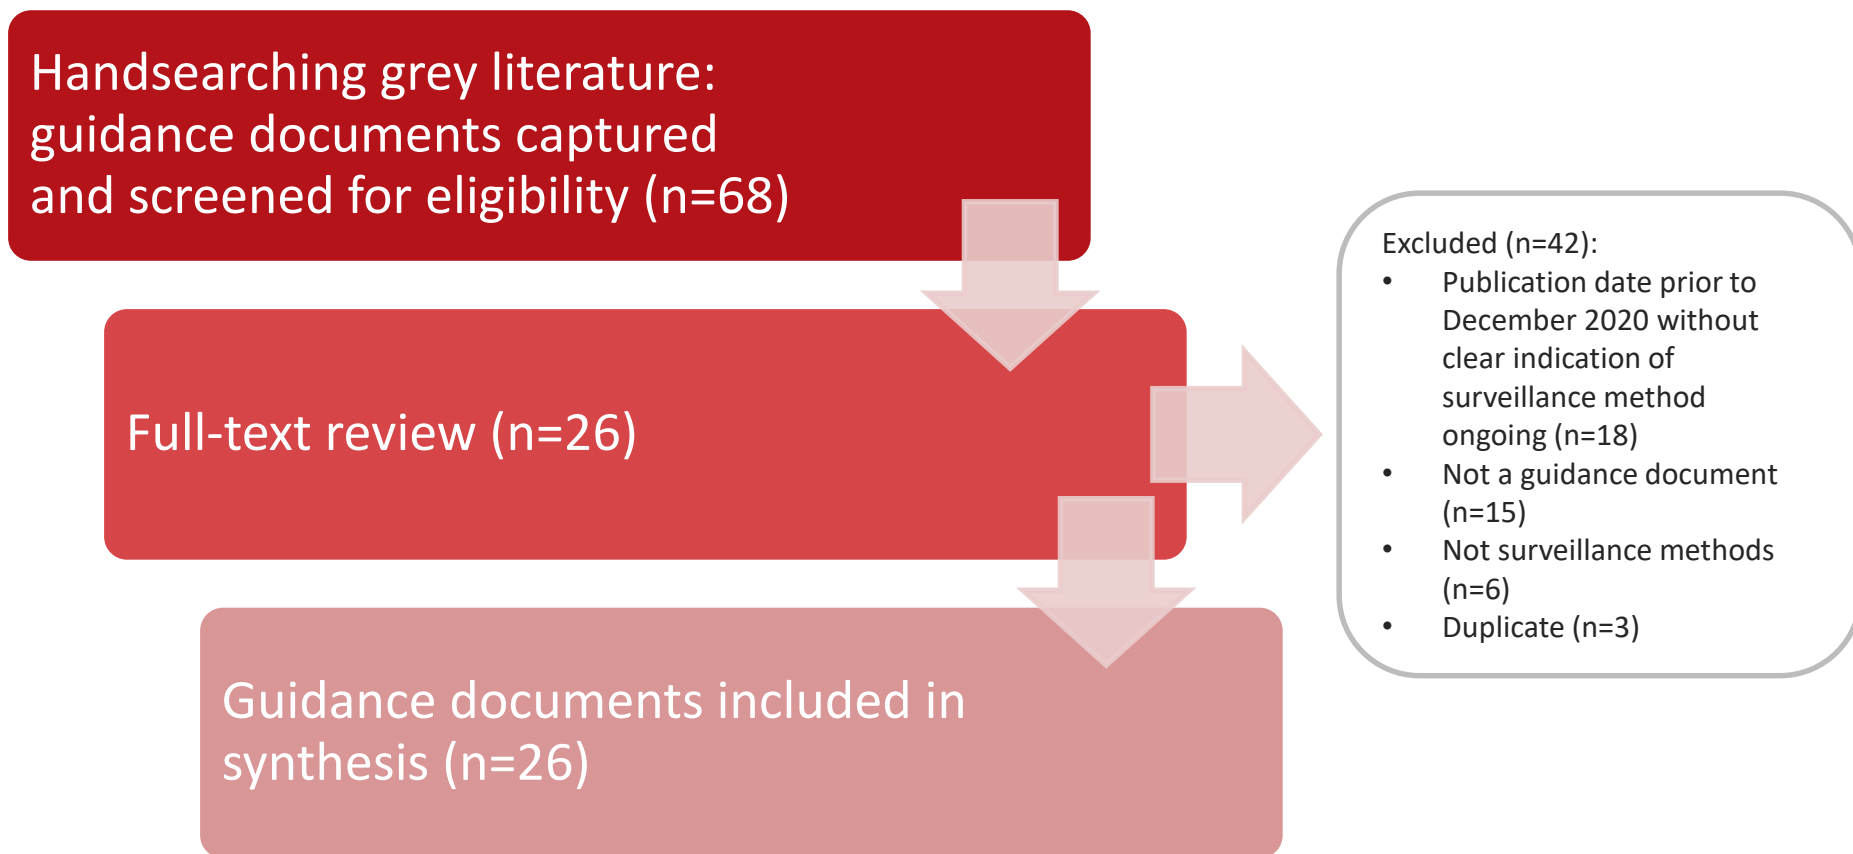 Handsearching grey literature:
guidance documents captured
and screened for eligibility (n=68)
Full-text review (n=26)
Excluded (n=42):
• Publication date prior to
December 2020 without
clear indication of
surveillance method
ongoing (n=18)
• Not a guidance document
(n=15)
• Not surveillance methods
(n=6)
• Duplicate (n=3)
Guidance documents included in
synthesis (n=26)